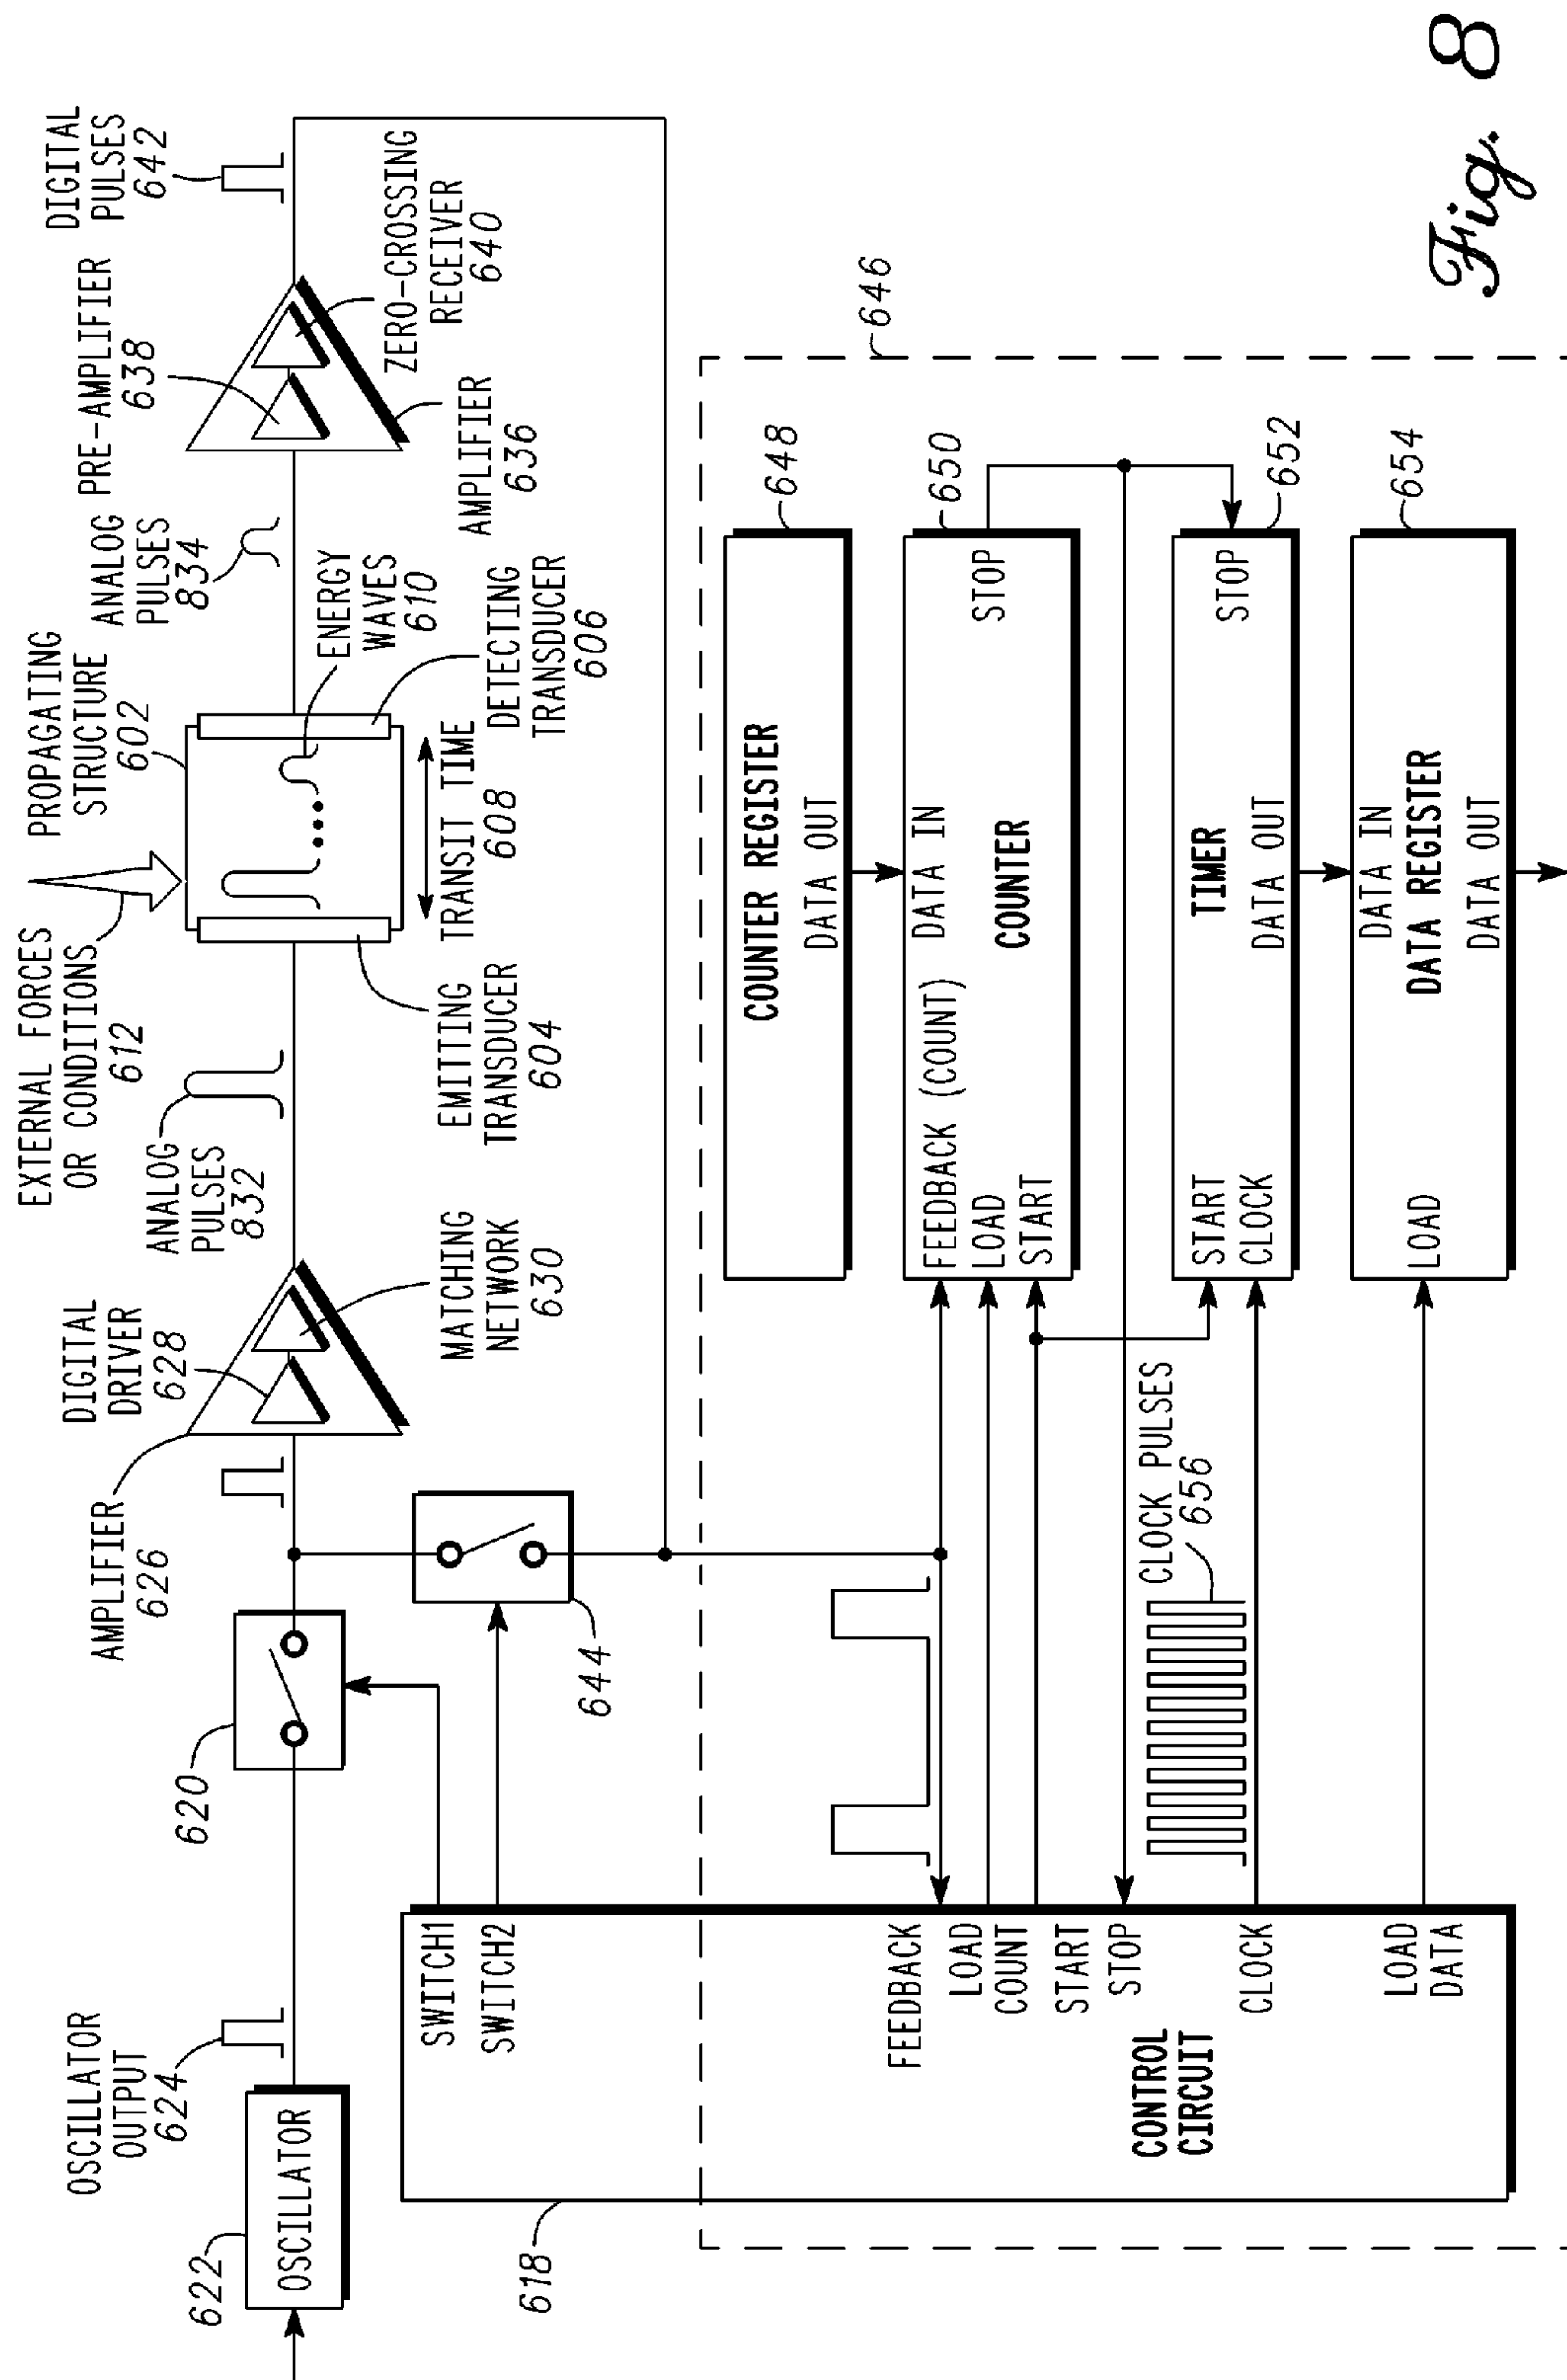 OSCILLATOR
OUTPUT
624
622
OSCILLATOR
620
AMPLIFIER
626
DIGITAL
DRIVER
628
MATCHING
NETWORK
630
EXTERNAL FORCES
OR CONDITIONS
612
ANALOG
PULSES
832
PROPAGATING
STRUCTURE
602
EMITTING
TRANSDUCER
604
TRANSIT TIME
608
ENERGY
WAVES
610
DETECTING
TRANSDUCER
606
ANALOG
PULSES
834
PRE-AMPLIFIER
638
AMPLIFIER
636
ZERO-CROSSING
RECEIVER
640
DIGITAL
PULSES
642
644
646
618
SWITCH1
SWITCH2
FEEDBACK
LOAD
COUNT
START
STOP
CLOCK
LOAD
DATA
CONTROL
CIRCUIT
CLOCK PULSES
656
COUNTER REGISTER
DATA OUT
648
FEEDBACK (COUNT)
DATA IN
LOAD
START
COUNTER
STOP
650
START
CLOCK
TIMER
DATA OUT
STOP
652
LOAD
DATA IN
DATA REGISTER
DATA OUT
654
Fig. 8